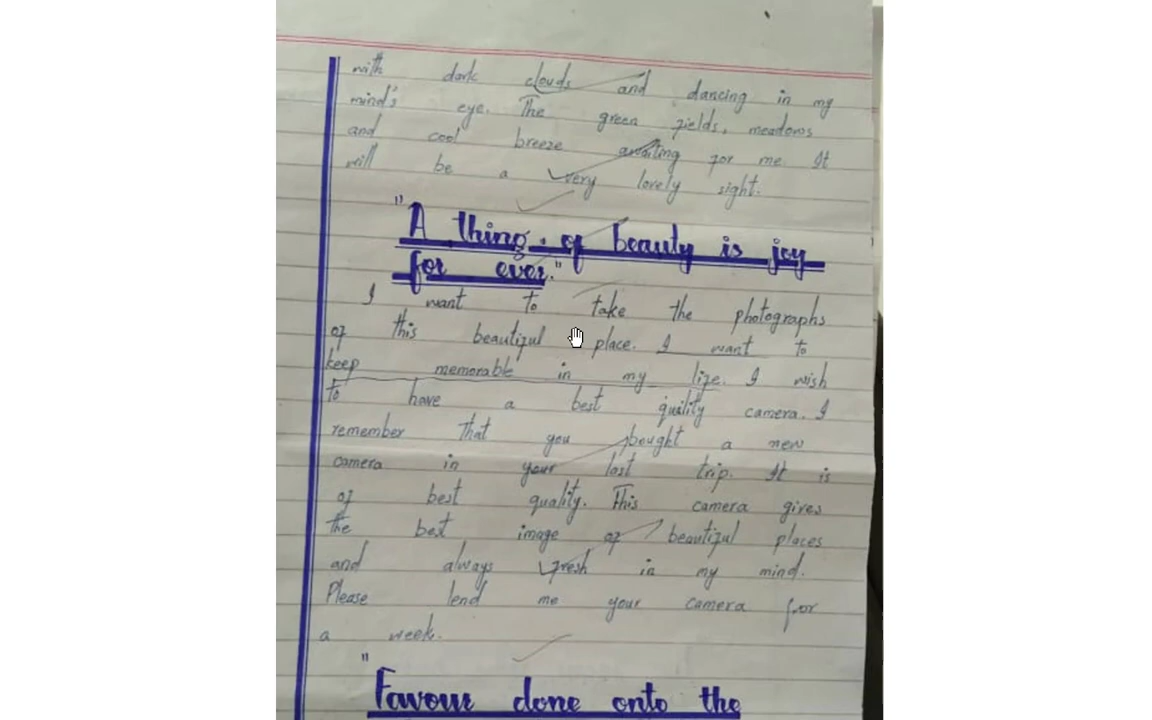 with dark clouds and dancing in my
mind's eye. The green fields, meadows
and cool breeze awaiting for me. It
will be a very lovely sight.
"A thing of beauty is joy
for ever."
I want to take the photographs
of this beautiful place. I want to
keep memorable in my life. I wish
to have a best quility camera. I
remember that you bought a new
camera in your last trip. It is
of best quality. This camera gives
the best image of beautiful places
and always fresh in my mind.
Please lend me your camera for
a week.
"Favour done onto the